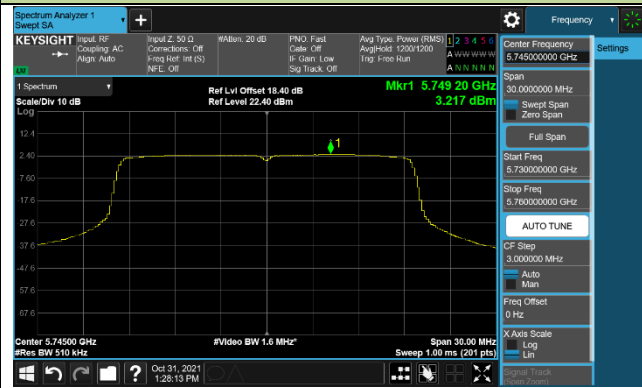 Spectrum Analyzer 1
Swept SA
Frequency
KEYSIGHT
Input: RF
Coupling: AC
Align: Auto
Input Z: 50 Ω
Corrections: Off
Freq Ref: Int (S)
NFE: Off
#Atten: 20 dB
PNO: Fast
Gate: Off
IF Gain: Low
Sig Track: Off
Avg Type: Power (RMS)
Avg|Hold: 1200/1200
Trig: Free Run
1 2 3 4 5 6
A W W W W W
A N N N N N
LXI
1 Spectrum
Scale/Div 10 dB
Log
Ref Lvl Offset 18.40 dB
Ref Level 22.40 dBm
Mkr1 5.749 20 GHz
3.217 dBm
1
12.4
2.40
-7.60
-17.6
-27.6
-37.6
-47.6
-57.6
-67.6
Center 5.74500 GHz
#Res BW 510 kHz
#Video BW 1.6 MHz*
Span 30.00 MHz
Sweep 1.00 ms (201 pts)
Center Frequency
5.745000000 GHz
Settings
Span
30.0000000 MHz
Swept Span
Zero Span
Full Span
Start Freq
5.730000000 GHz
Stop Freq
5.760000000 GHz
AUTO TUNE
CF Step
3.000000 MHz
Auto
Man
Freq Offset
0 Hz
X Axis Scale
Log
Lin
Signal Track
(Span Zoom)
Oct 31, 2021
1:28:13 PM